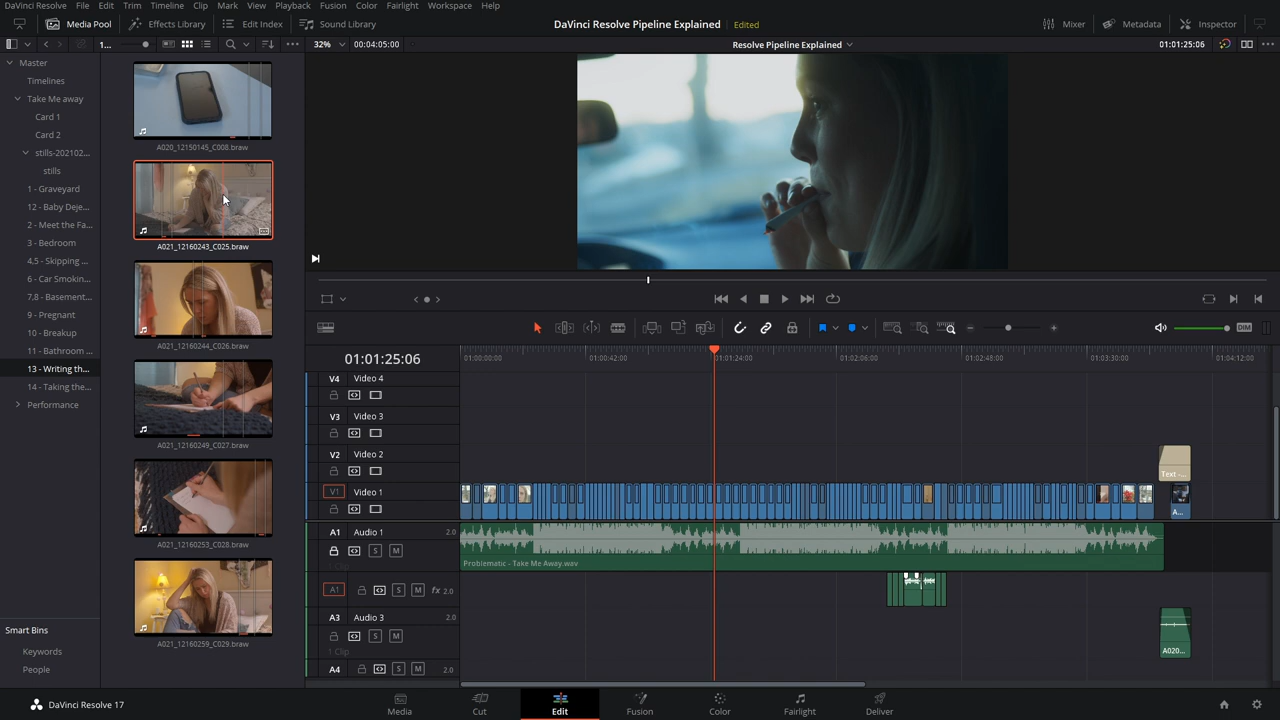 DaVinci Resolve File Edit Trim Timeline Clip Mark View Playback Fusion Color Fairlight Workspace Help
Media Pool Effects Library Edit Index Sound Library DaVinci Resolve Pipeline Explained Edited Mixer Metadata Inspector
1... 32% 00:04:05:00 Resolve Pipeline Explained 01:01:25:06
Master
Timelines
Take Me away
Card 1
Card 2
stills-202102...
stills
1 - Graveyard
12 - Baby Deje...
2 - Meet the Fa...
3 - Bedroom
4,5 - Skipping ...
6 - Car Smokin...
7,8 - Basement...
9 - Pregnant
10 - Breakup
11 - Bathroom ...
13 - Writing th...
14 - Taking the...
Performance
Smart Bins
Keywords
People
A020_12150145_C008.braw
A021_12160243_C025.braw
A021_12160244_C026.braw
A021_12160249_C027.braw
A021_12160253_C028.braw
A021_12160259_C029.braw
DIM
01:01:25:06
01:00:00:00 01:00:42:00 01:01:24:00 01:02:06:00 01:02:48:00 01:03:30:00 01:04:12:00
V4 Video 4
V3 Video 3
V2 Video 2
Text -...
V1 Video 1
A...
A1 Audio 1 2.0
S M
1 Clip
Problematic - Take Me Away.wav
A1 S M fx 2.0
A3 Audio 3 2.0
S M
1 Clip
A020...
A4 S M 2.0
DaVinci Resolve 17
Media Cut Edit Fusion Color Fairlight Deliver